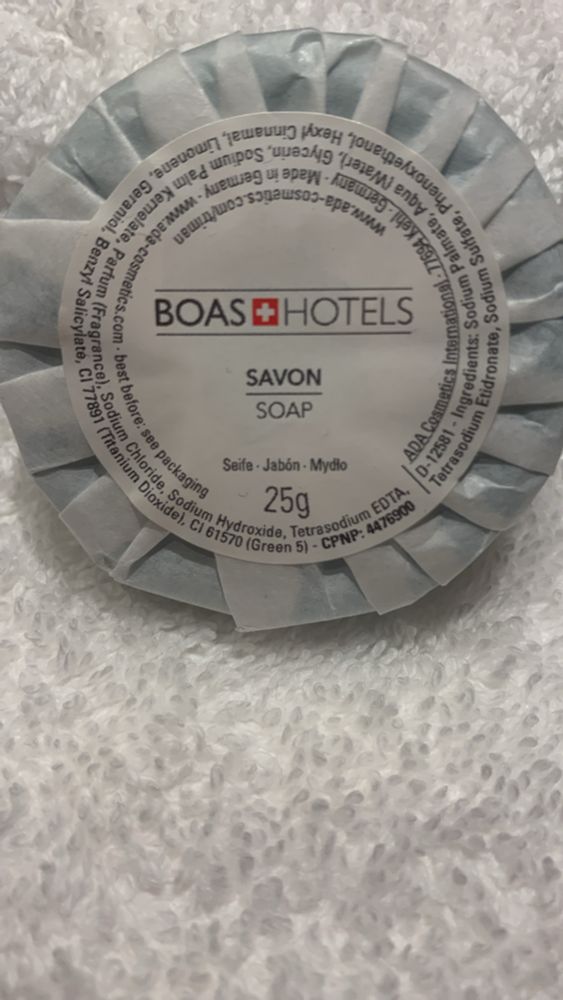 BOAS HOTELS
SAVON
SOAP
Seife · Jabón · Mydło
25g
ADA Cosmetics International · 77694 Kehl · Germany · Made in Germany · www.ada-cosmetics.com · best before: see packaging
D-12581 - Ingredients: Sodium Palmate, Aqua (Water), Glycerin, Sodium Palm Kernelate, Parfum (Fragrance), Sodium Chloride, Sodium Hydroxide, Tetrasodium EDTA,
Tetrasodium Etidronate, Sodium Sulfate, Phenoxyethanol, Hexyl Cinnamal, Limonene, Geraniol, Benzyl Salicylate, CI 77891 (Titanium Dioxide), CI 61570 (Green 5) - CPNP: 4476900
www.ada-cosmetics.com/trman